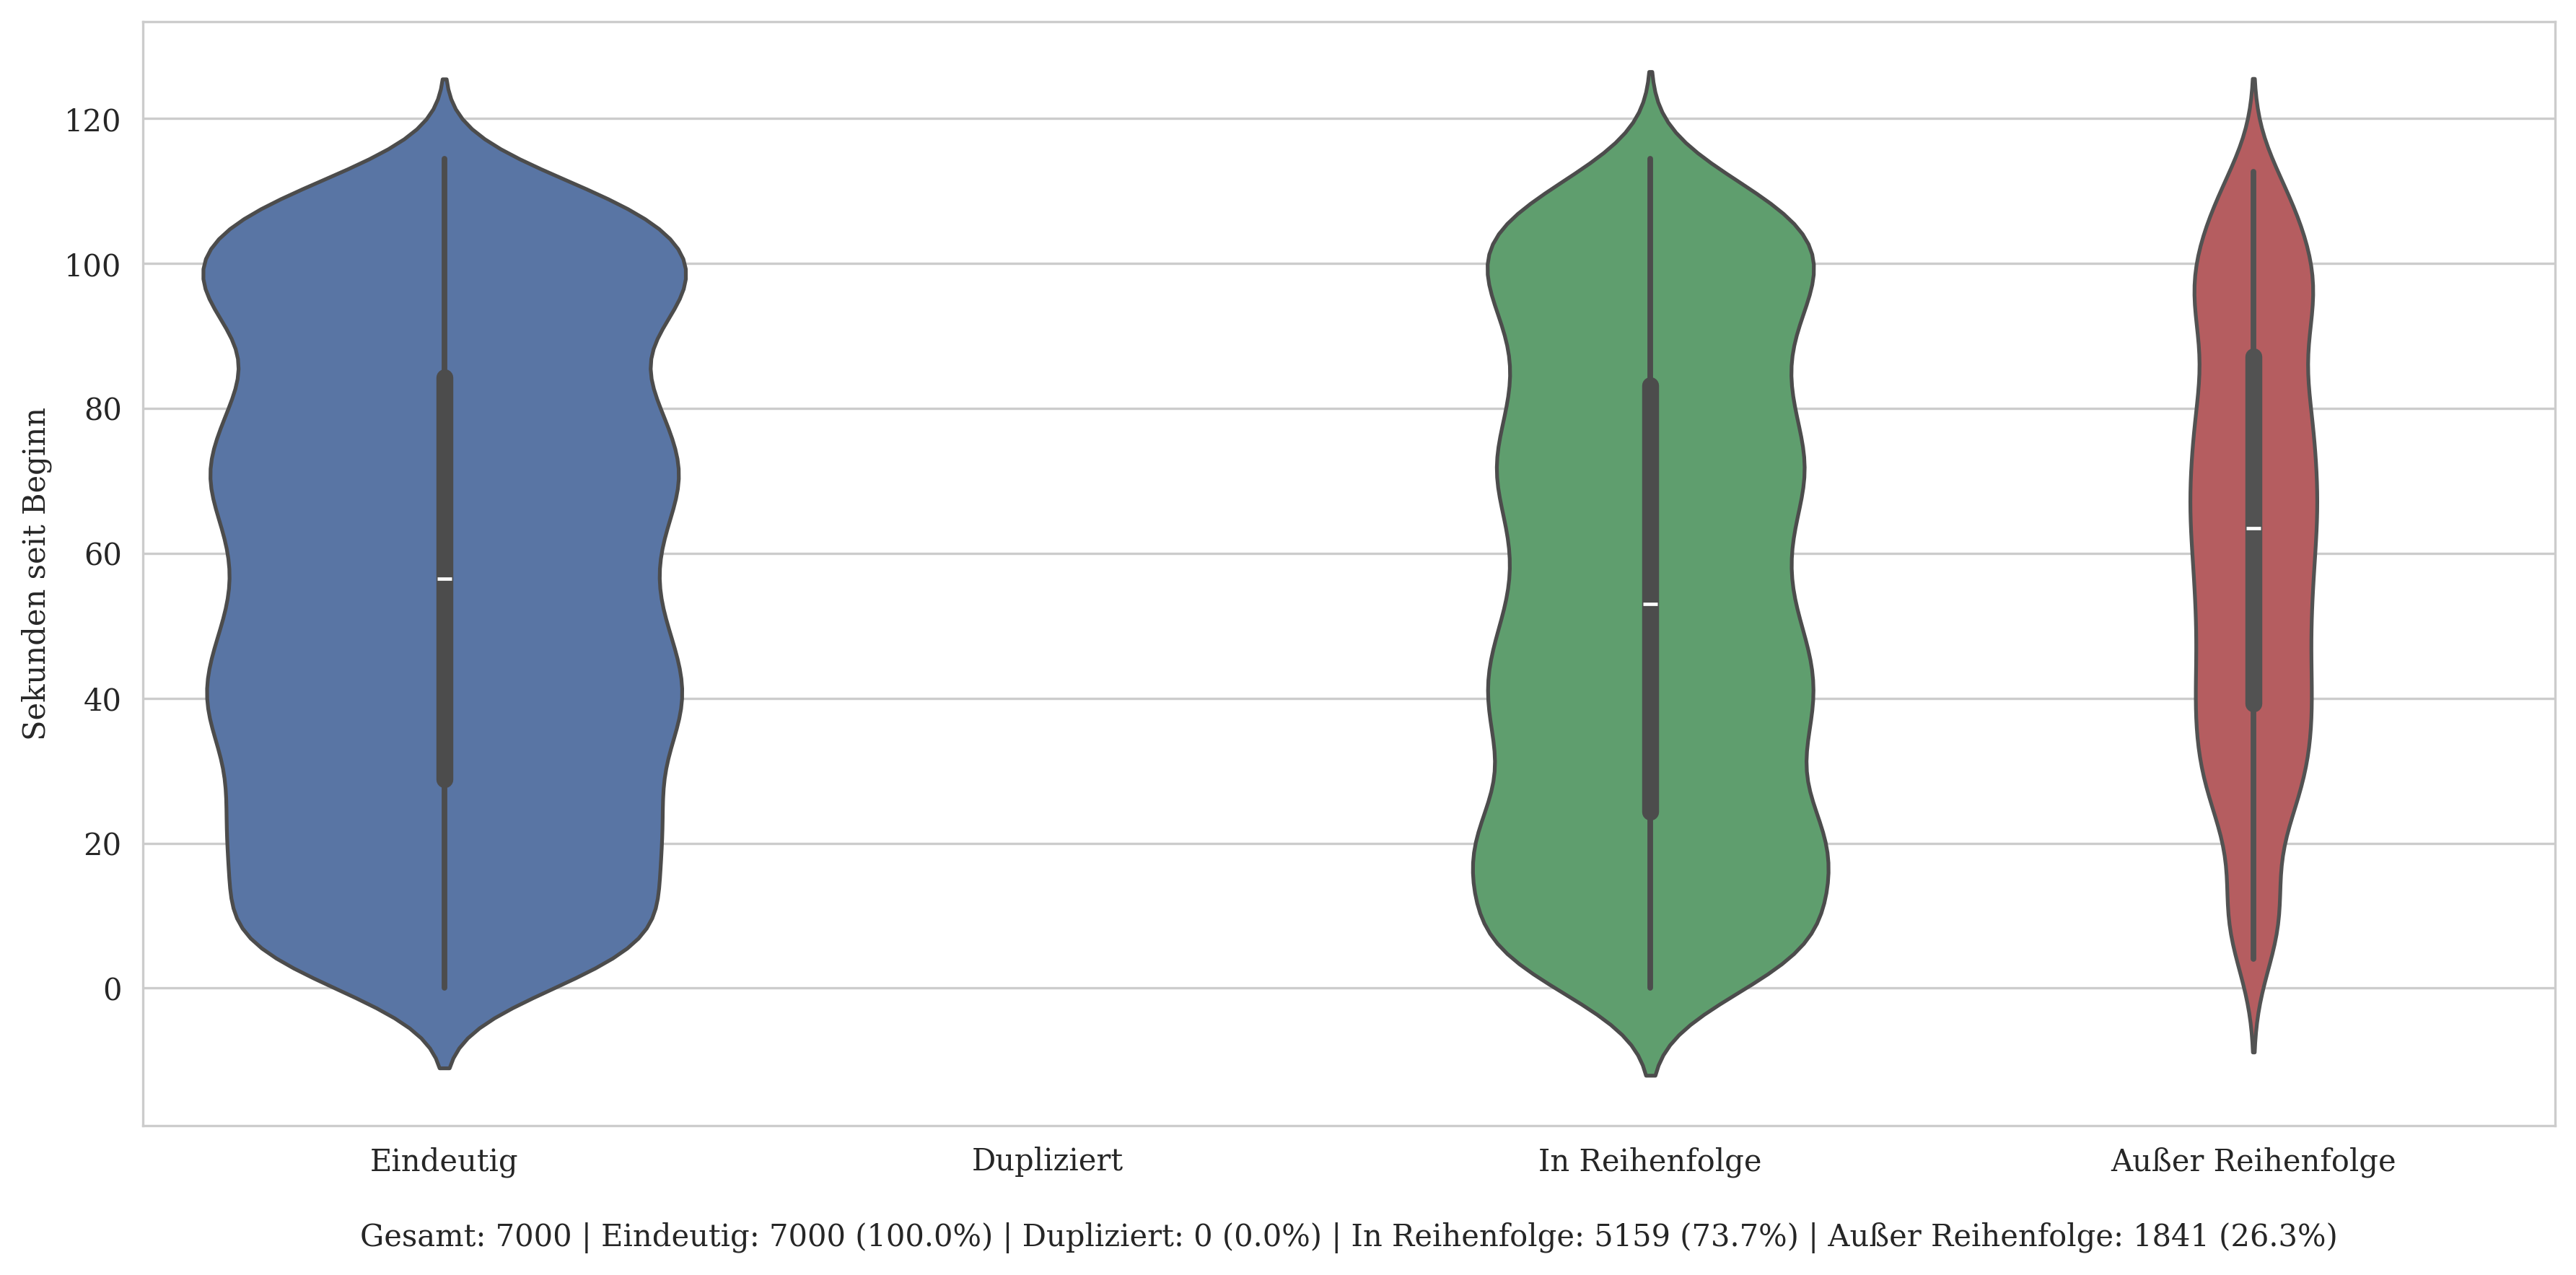 Sekunden seit Beginn
120
100
80
60
40
20
0
Eindeutig Dupliziert In Reihenfolge Außer Reihenfolge
Gesamt: 7000 | Eindeutig: 7000 (100.0%) | Dupliziert: 0 (0.0%) | In Reihenfolge: 5159 (73.7%) | Außer Reihenfolge: 1841 (26.3%)